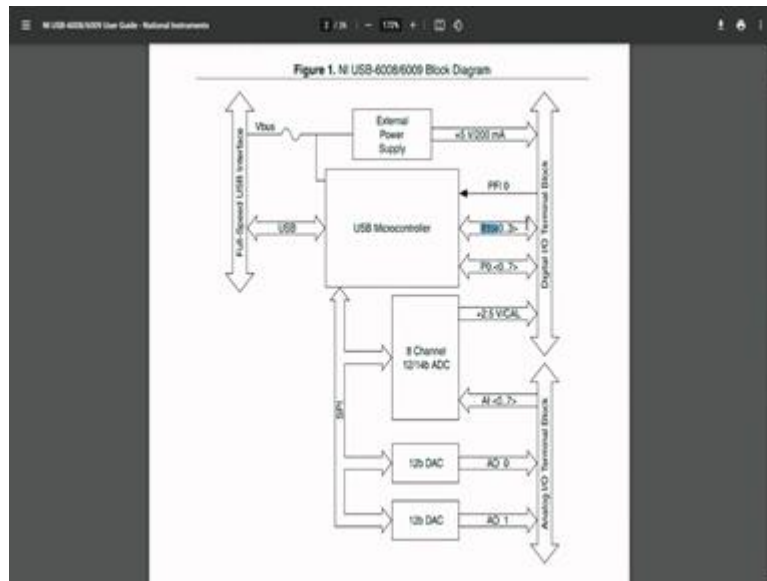 NI USB-6008/6009 User Guide - National Instruments
2 / 26
Figure 1. NI USB-6008/6009 Block Diagram
Full-Speed USB Interface
Vbus
External
Power
Supply
+5 V/200 mA
PFI 0
USB
USB Microcontroller
P0.<0..7>
Digital I/O Terminal Block
+2.5 V/CAL
8 Channel
12/14b ADC
AI <0..7>
SPI
12b DAC
AO 0
12b DAC
AO 1
Analog I/O Terminal Block